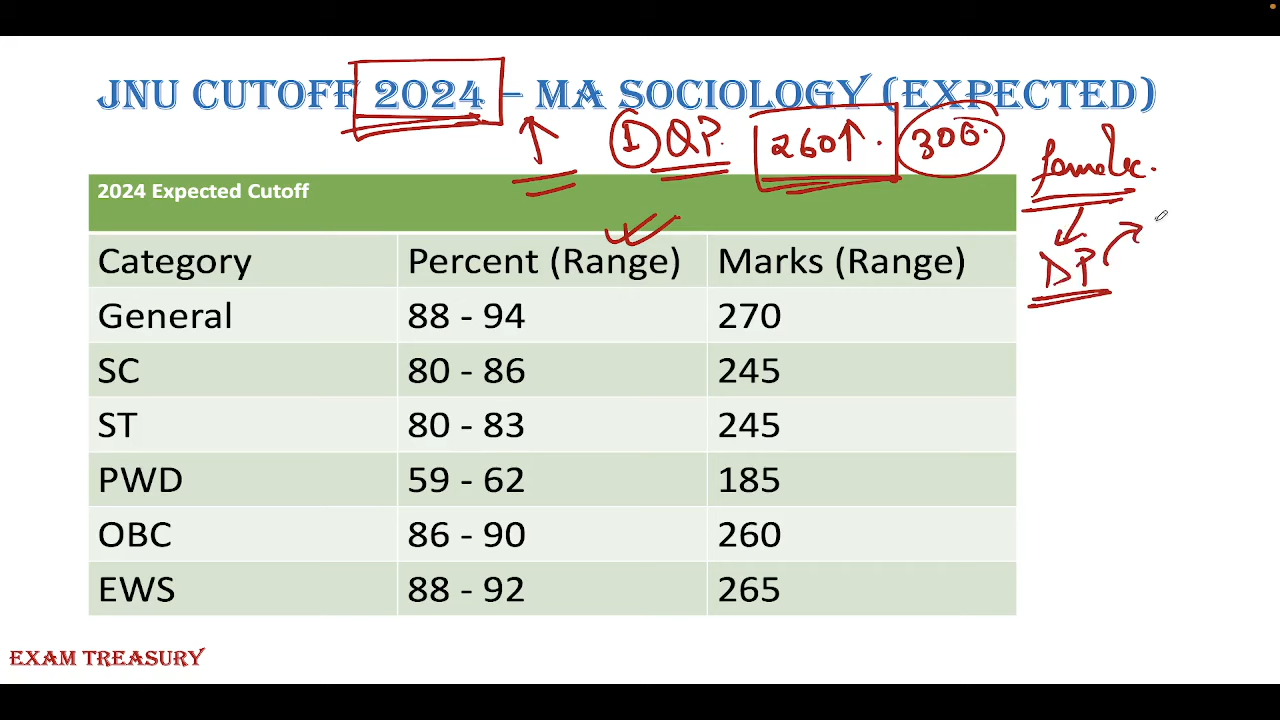 JNU CUTOFF 2024 – MA SOCIOLOGY (EXPECTED)
I QP. 260↑. 300.
female.
2024 Expected Cutoff
DP
Category Percent (Range) Marks (Range)
General 88 - 94 270
SC 80 - 86 245
ST 80 - 83 245
PWD 59 - 62 185
OBC 86 - 90 260
EWS 88 - 92 265
EXAM TREASURY